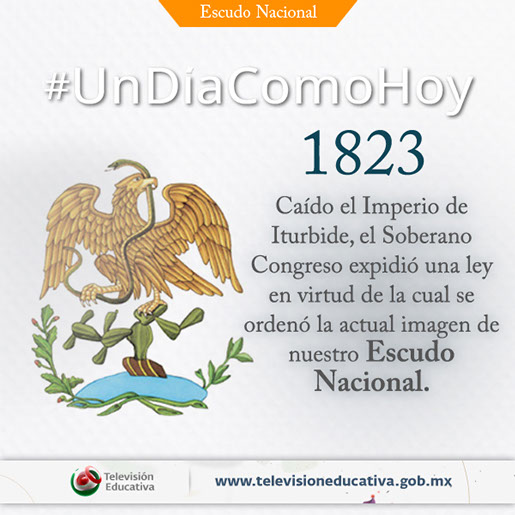 Escudo Nacional
#UnDiaComoHoy
1823
Caído el Imperio de
Iturbide, el Soberano
Congreso expidió una ley
en virtud de la cual se
ordenó la actual imagen de
nuestro Escudo
Nacional.
Televisión
Educativa
www.televisioneducativa.gob.mx